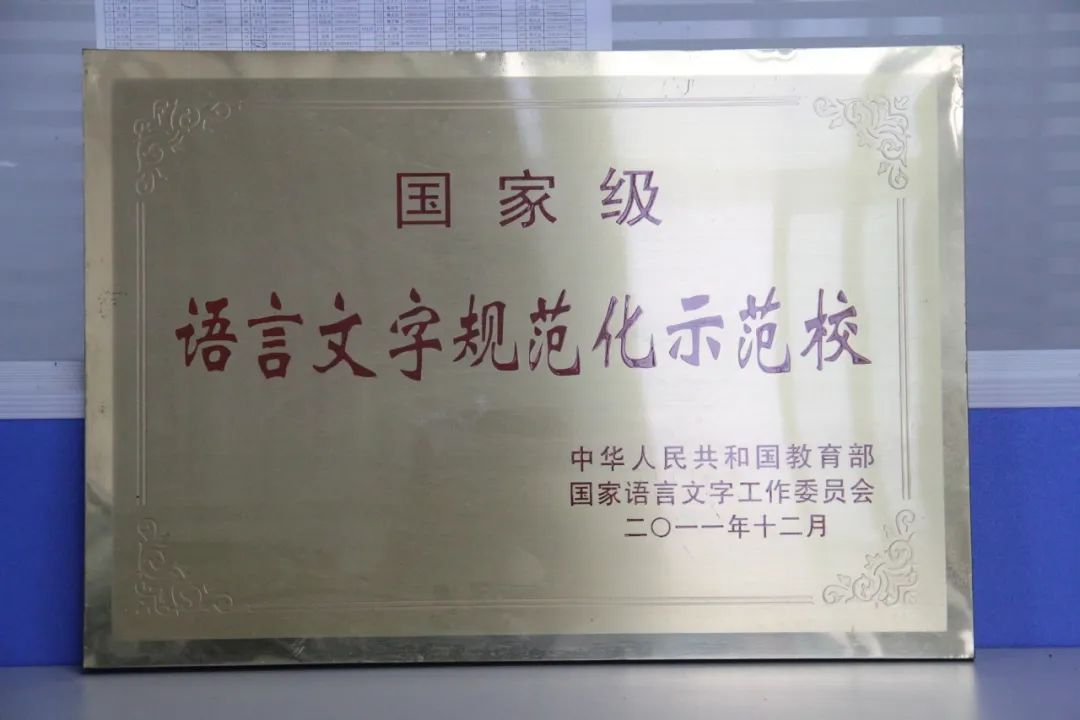 国家级
语言文字规范化示范校
中华人民共和国教育部
国家语言文字工作委员会
二〇一一年十二月